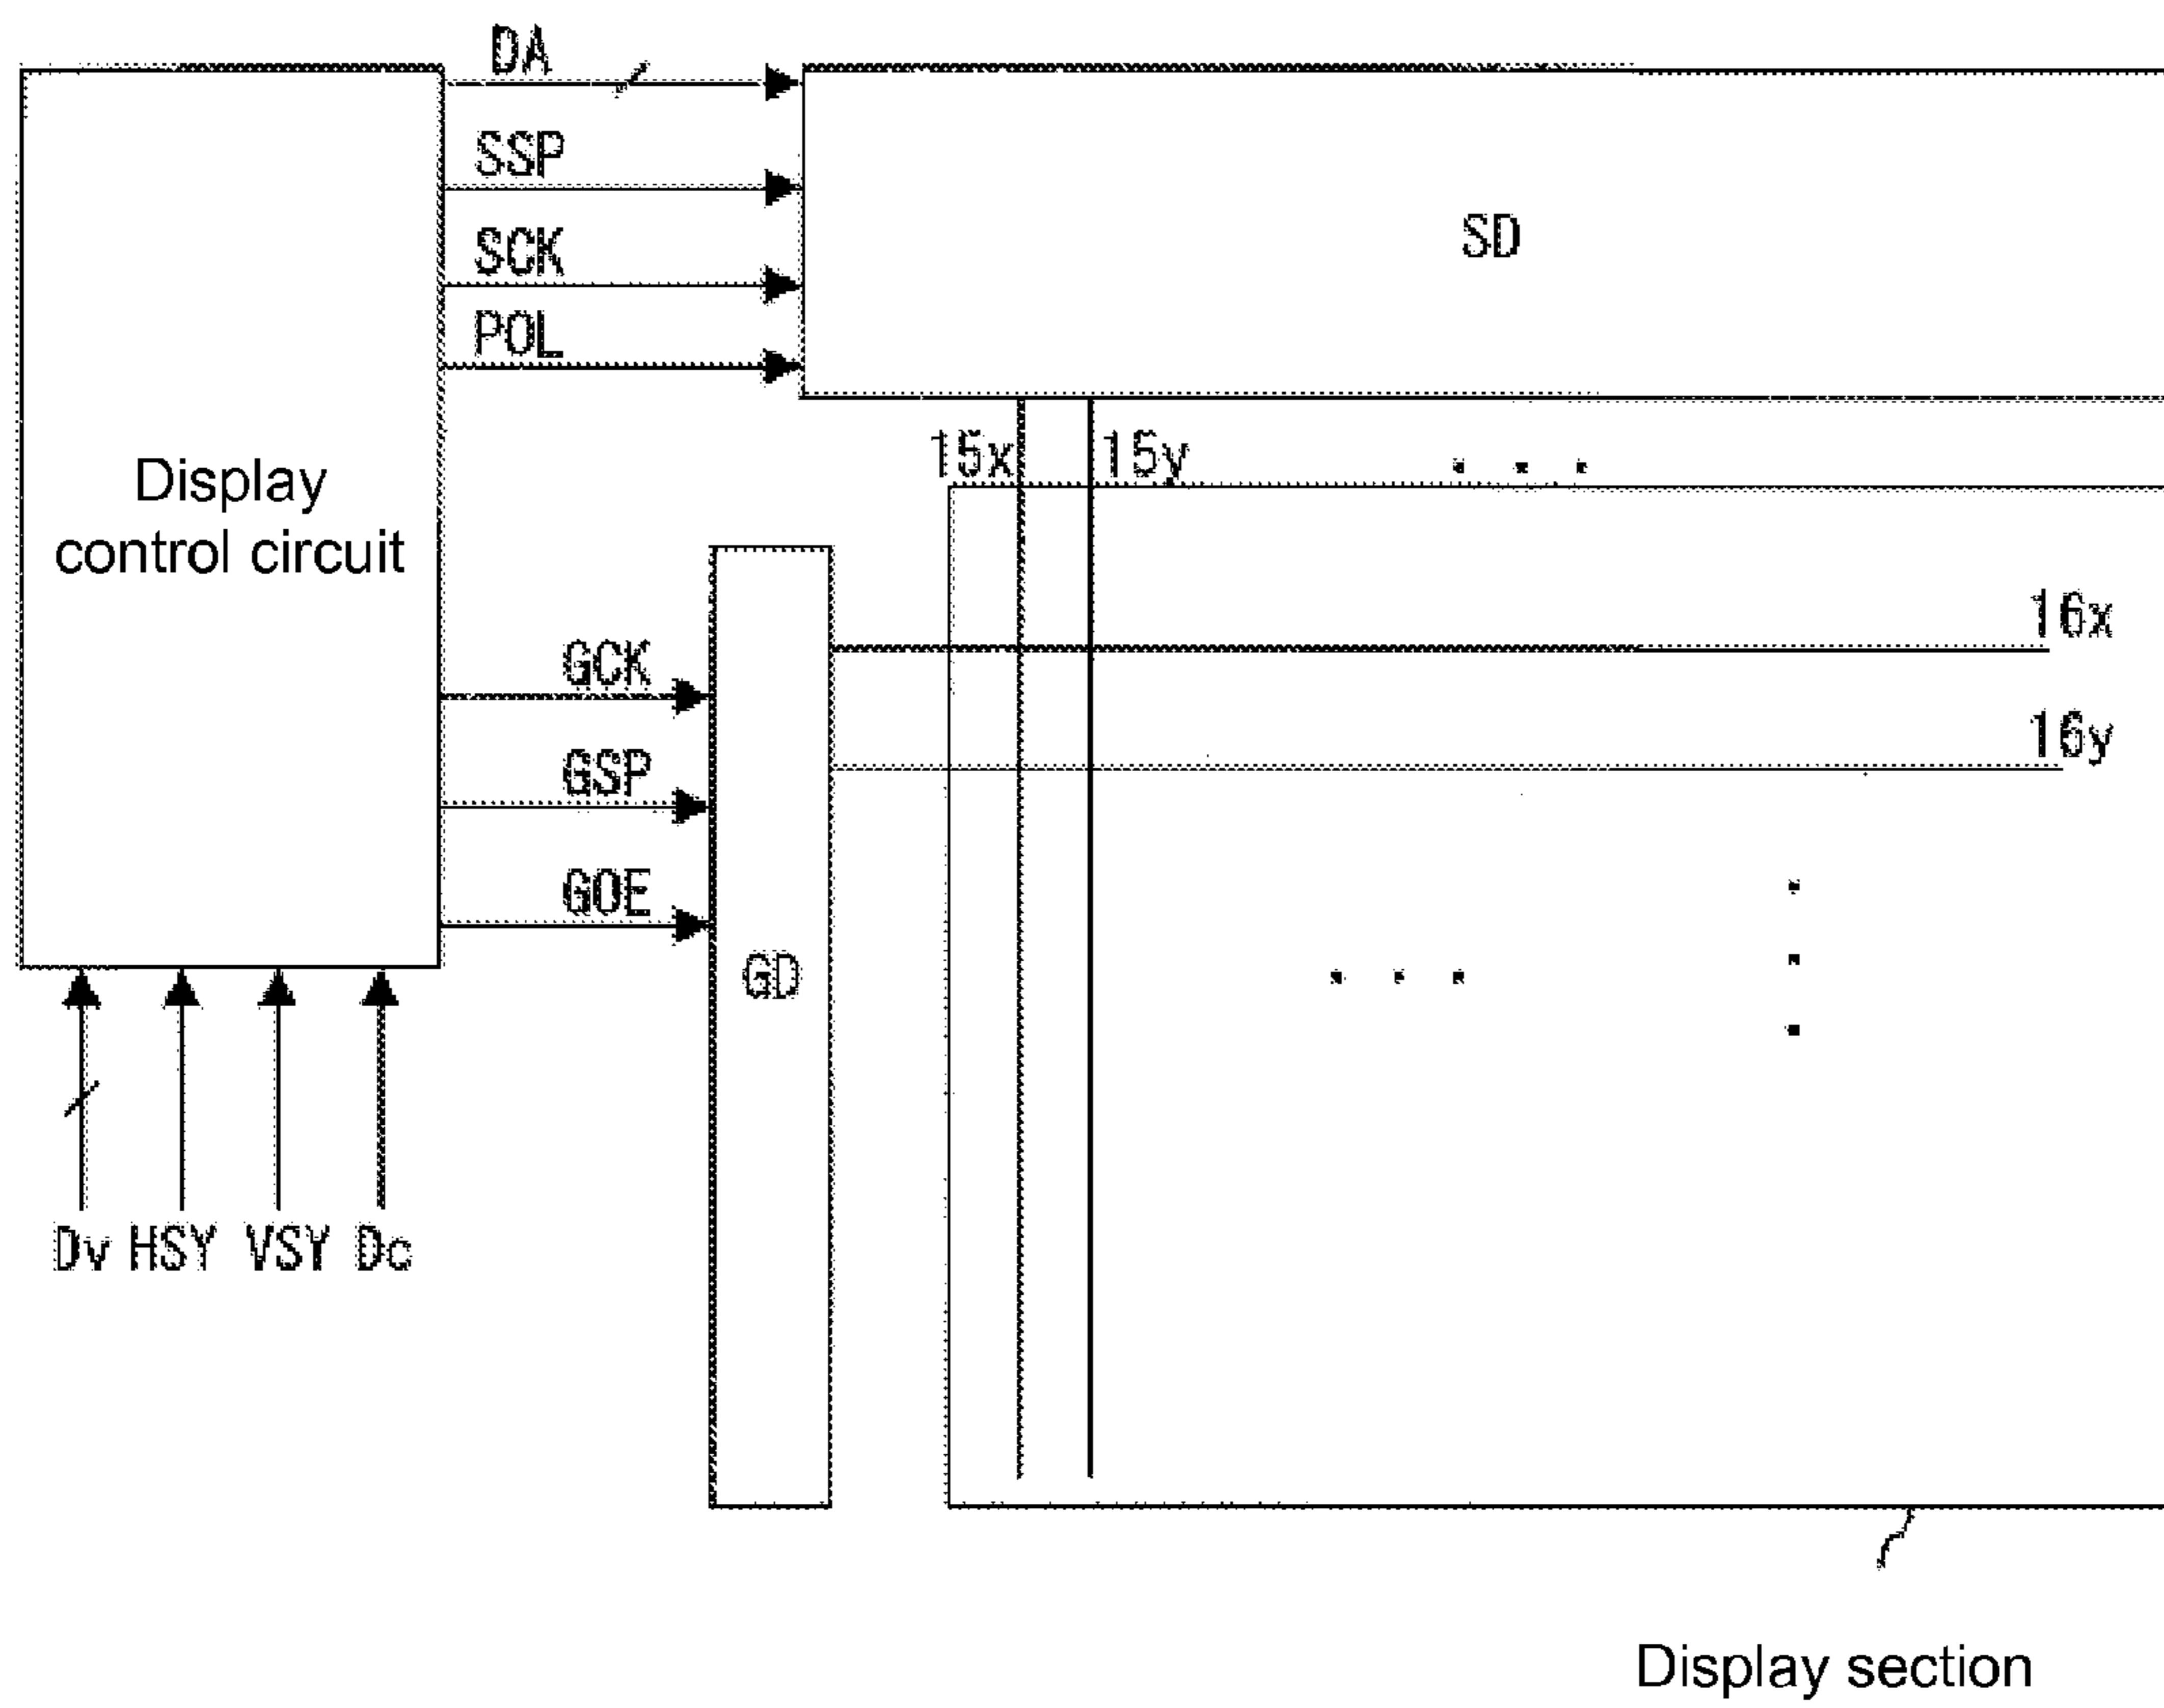 DA
SSP
SCK
POL
SD
15x 15y
Display
control circuit
16x
16y
GCK
GSP
GOE
GD
Dv HSY VSY Dc
Display section